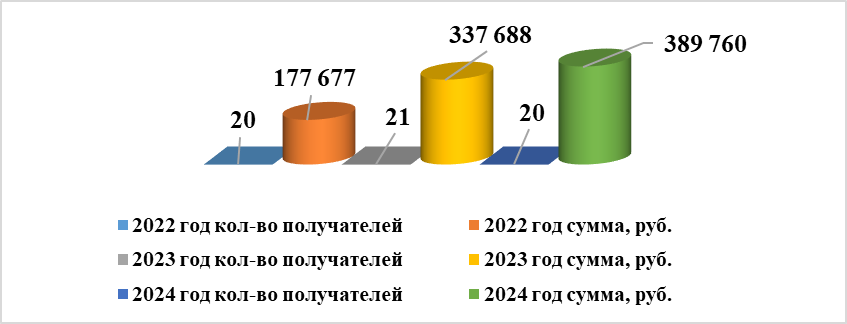 337 688
389 760
177 677
20
21
20
2022 год кол-во получателей
2022 год сумма, руб.
2023 год кол-во получателей
2023 год сумма, руб.
2024 год кол-во получателей
2024 год сумма, руб.